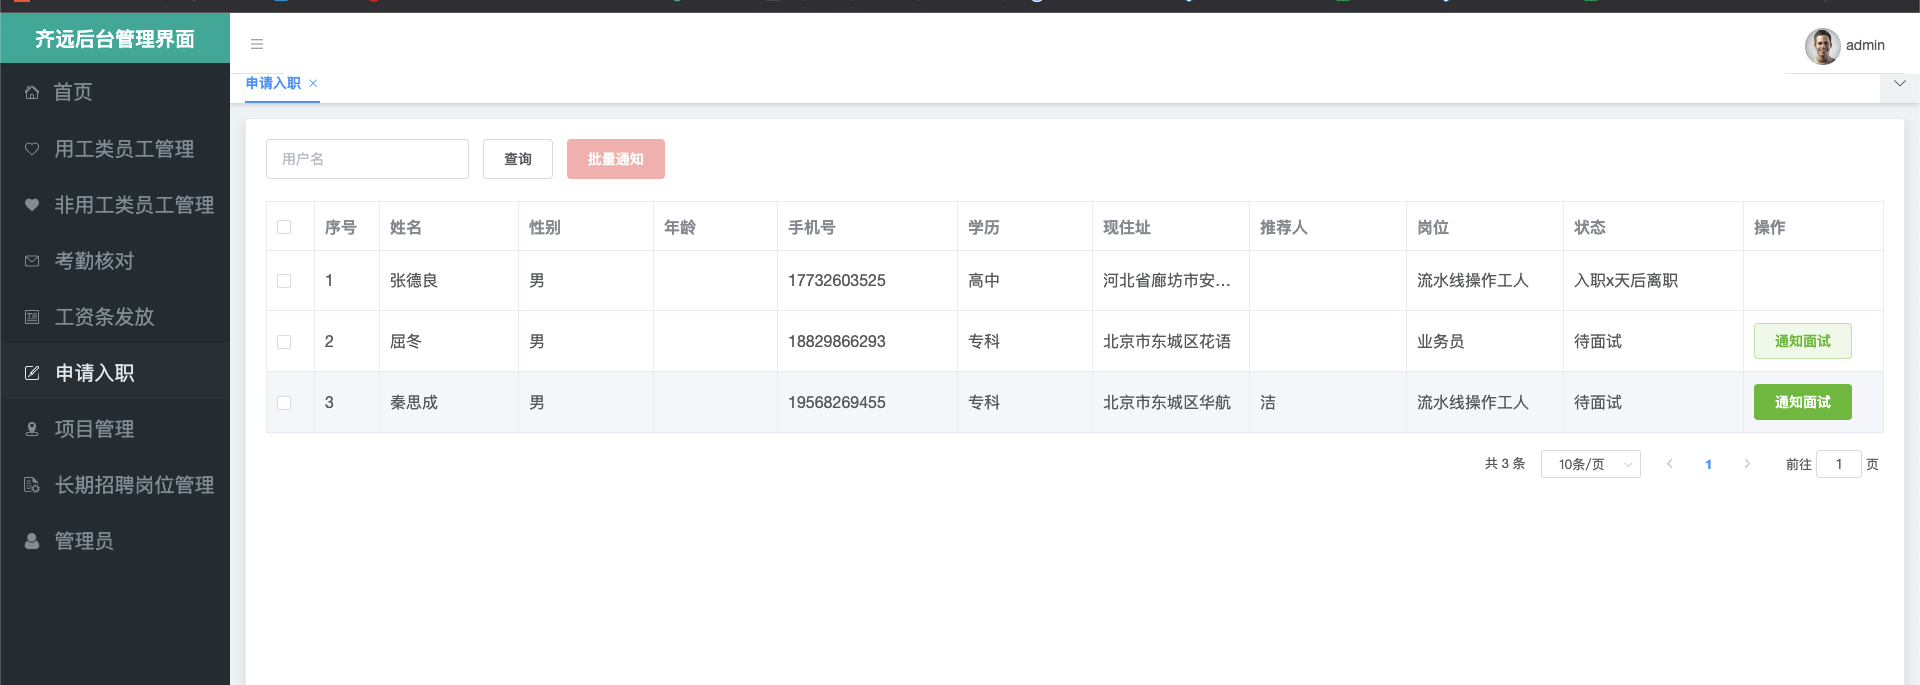 齐远后台管理界面
admin
首页
用工类员工管理
非用工类员工管理
考勤核对
工资条发放
申请入职
项目管理
长期招聘岗位管理
管理员
申请入职
用户名 查询 批量通知
序号 姓名 性别 年龄 手机号 学历 现住址 推荐人 岗位 状态 操作
1 张德良 男 17732603525 高中 河北省廊坊市安... 流水线操作工人 入职x天后离职
2 屈冬 男 18829866293 专科 北京市东城区花语 业务员 待面试 通知面试
3 秦思成 男 19568269455 专科 北京市东城区华航 洁 流水线操作工人 待面试 通知面试
共 3 条 10条/页 1 前往 1 页